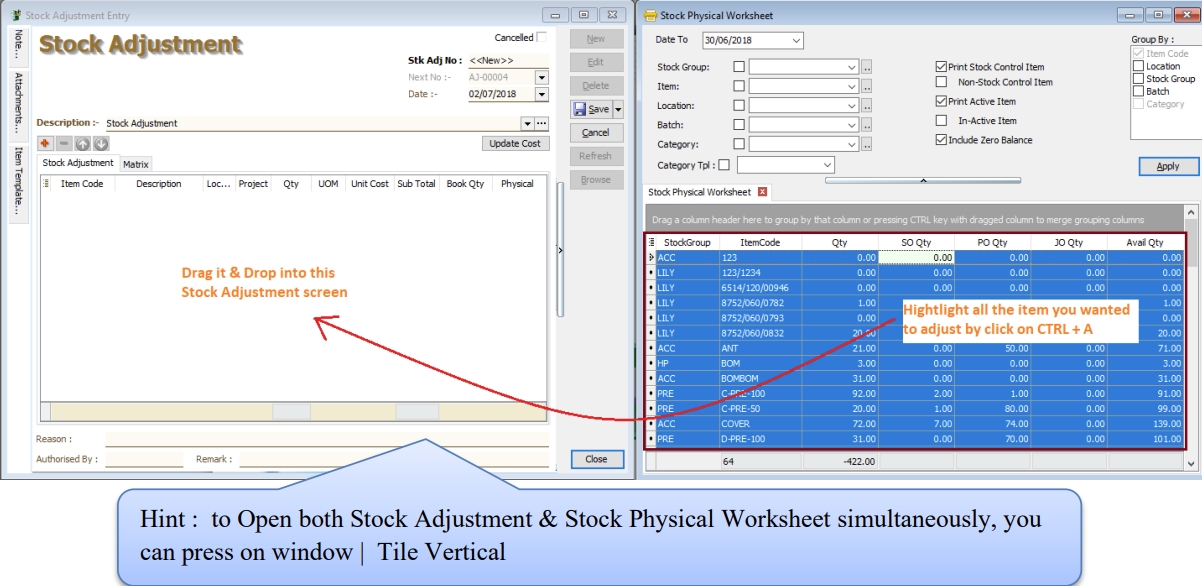 Stock Adjustment Entry
Note...
Attachments...
Item Template...
Stock Adjustment
Cancelled
Stk Adj No : <<New>>
Next No :- AJ-00004
Date :- 02/07/2018
Description :- Stock Adjustment
Update Cost
Stock Adjustment Matrix
Item Code Description Loc... Project Qty UOM Unit Cost Sub Total Book Qty Physical
Drag it & Drop into this
Stock Adjustment screen
Reason :
Authorised By : Remark :
New
Edit
Delete
Save
Cancel
Refresh
Browse
Close
Stock Physical Worksheet
Date To 30/06/2018
Stock Group:
Item:
Location:
Batch:
Category:
Category Tpl :
Print Stock Control Item
Non-Stock Control Item
Print Active Item
In-Active Item
Include Zero Balance
Group By :
Item Code
Location
Stock Group
Batch
Category
Apply
Stock Physical Worksheet
Drag a column header here to group by that column or pressing CTRL key with dragged column to merge grouping columns
StockGroup ItemCode Qty SO Qty PO Qty JO Qty Avail Qty
ACC 123 0.00 0.00 0.00 0.00 0.00
LILY 123/1234 0.00 0.00 0.00 0.00 0.00
LILY 6514/120/00946 0.00 0.00 0.00 0.00 0.00
LILY 8752/060/0782 1.00 1.00
LILY 8752/060/0793 0.00 0.00
LILY 8752/060/0832 20.00 20.00
ACC ANT 21.00 0.00 50.00 0.00 71.00
HP BOM 3.00 0.00 0.00 0.00 3.00
ACC BOMBOM 31.00 0.00 0.00 0.00 31.00
PRE C-PRE-100 92.00 2.00 1.00 0.00 91.00
PRE C-PRE-50 20.00 1.00 80.00 0.00 99.00
ACC COVER 72.00 7.00 74.00 0.00 139.00
PRE D-PRE-100 31.00 0.00 70.00 0.00 101.00
64 -422.00
Hightlight all the item you wanted
to adjust by click on CTRL + A
Hint : to Open both Stock Adjustment & Stock Physical Worksheet simultaneously, you
can press on window | Tile Vertical